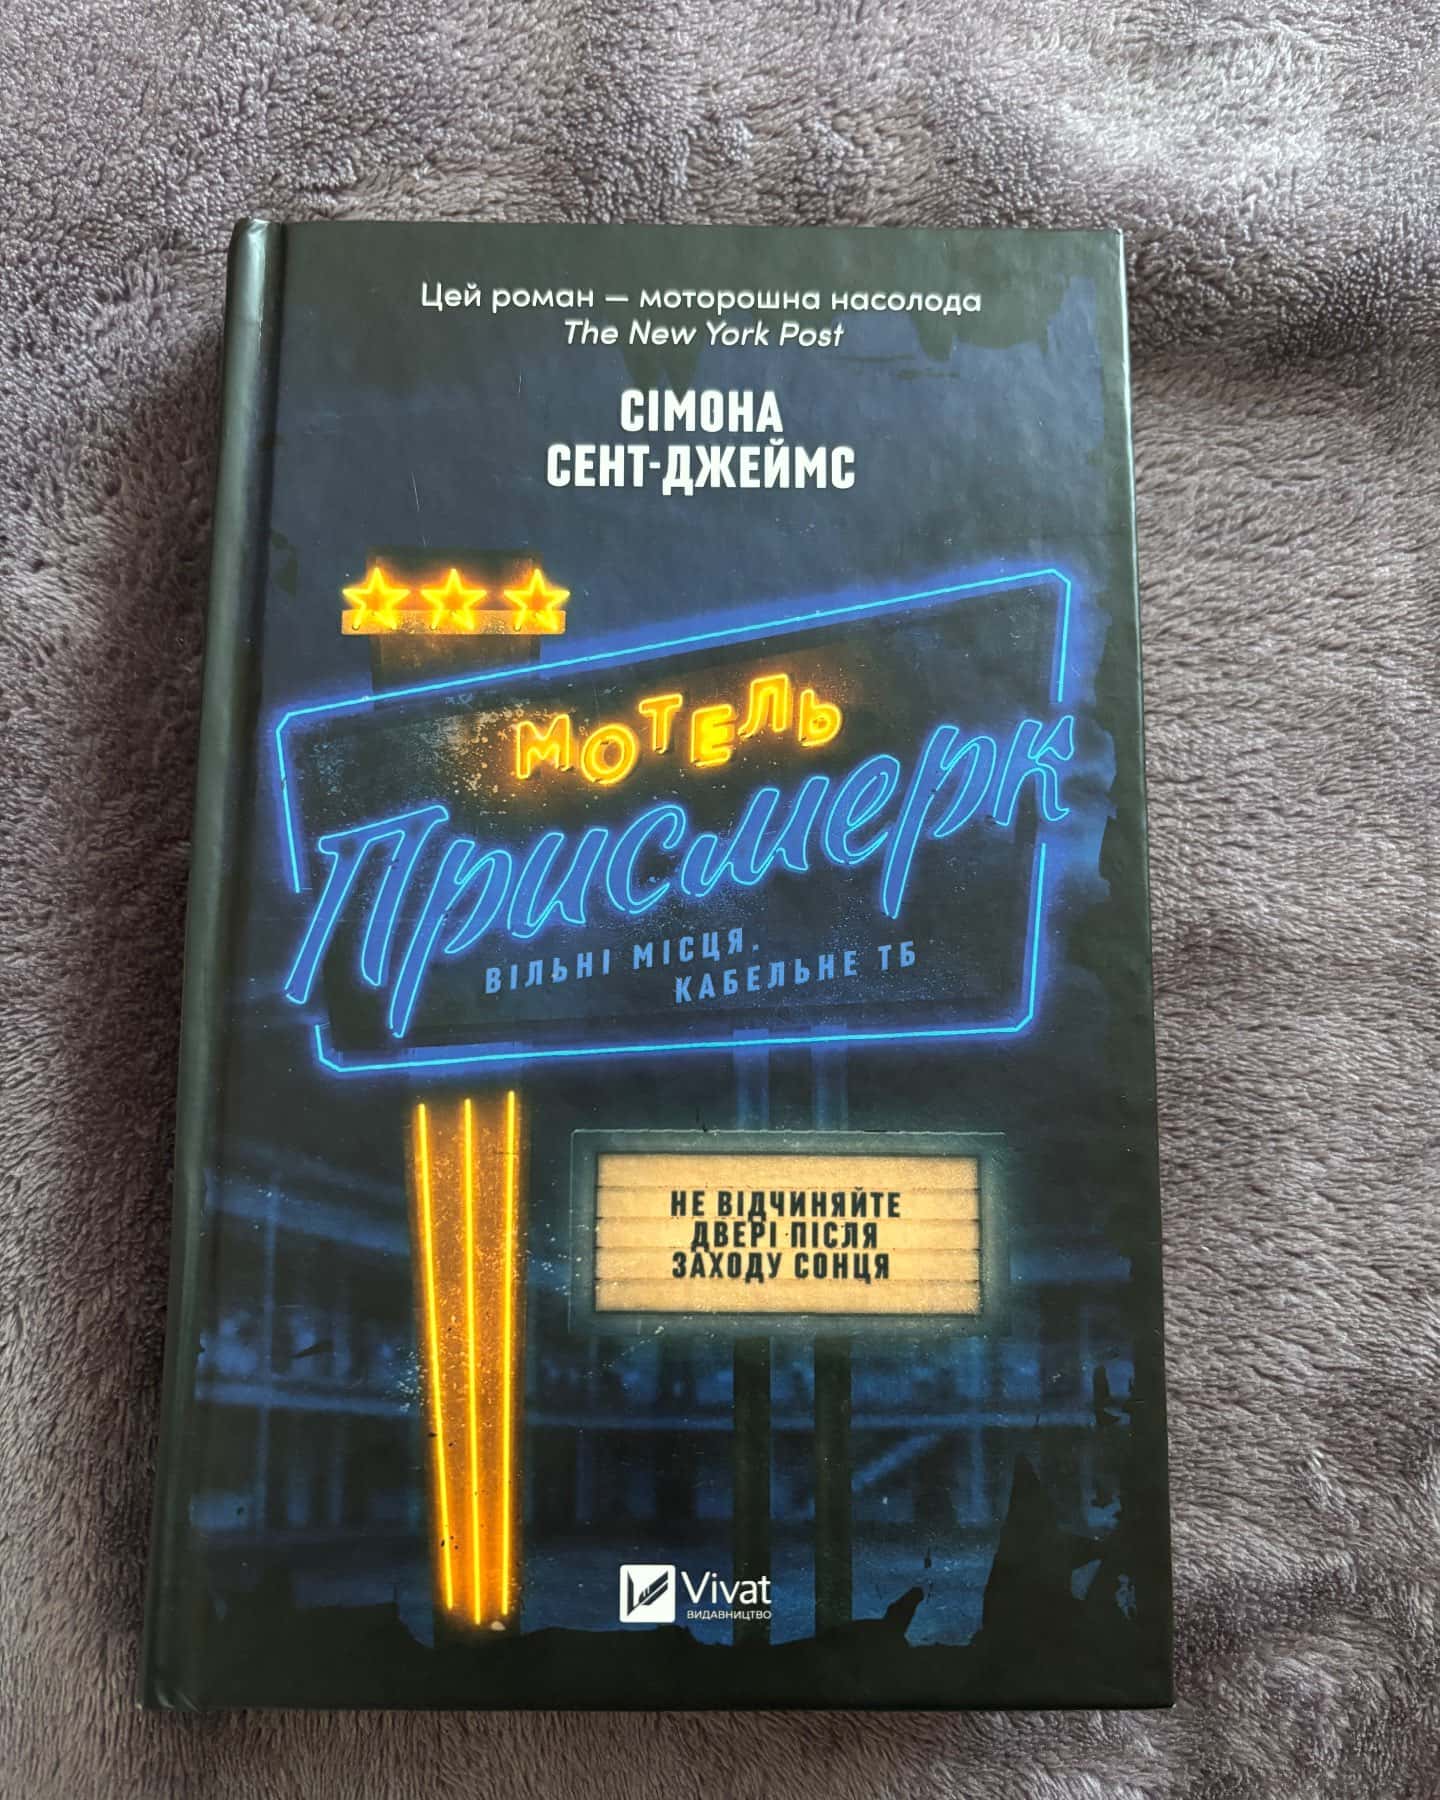 Цей роман — моторошна насолода
The New York Post
СІМОНА
СЕНТ-ДЖЕЙМС
МОТЕЛЬ
Присмерк
ВІЛЬНІ МІСЦЯ.
КАБЕЛЬНЕ ТБ
НЕ ВІДЧИНЯЙТЕ
ДВЕРІ ПІСЛЯ
ЗАХОДУ СОНЦЯ
Vivat
ВИДАВНИЦТВО